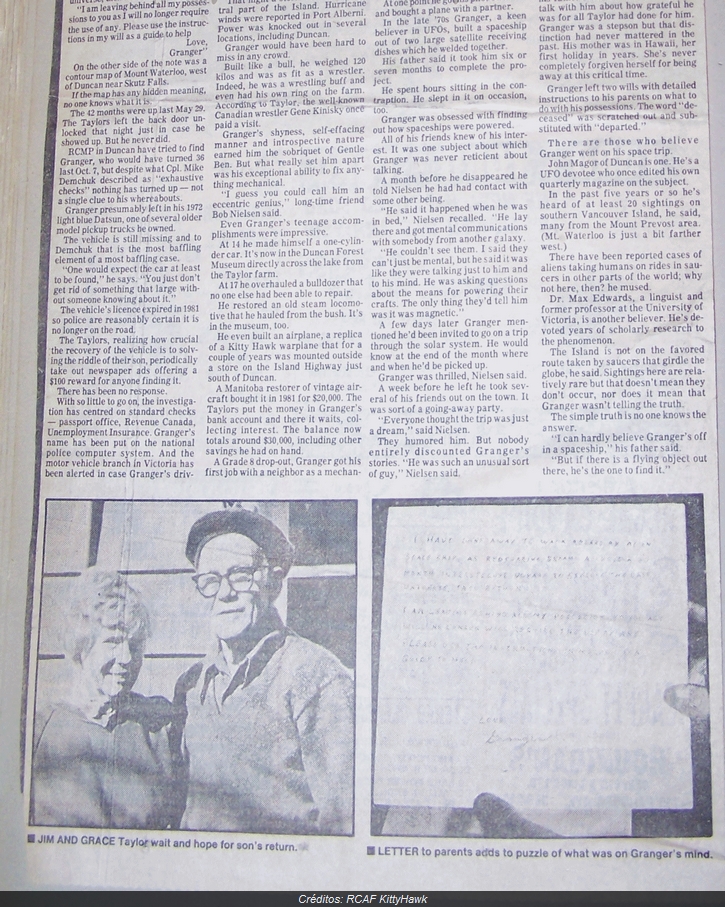 "I am leaving behind all my posses-
sions to you as I will no longer require
the use of any. Please use the instruc-
tions in my will as a guide to help
Love,
Granger"
On the other side of the note was a
contour map of Mount Waterloo, west
of Duncan near Skutz Falls.
If the map has any hidden meaning,
no one knows what it is.
The 42 months were up last May 29.
The Taylors left the back door un-
locked that night just in case he
showed up. But he never did.
RCMP in Duncan have tried to find
Granger, who would have turned 36
last Oct. 7, but despite what Cpl. Mike
Demchuk described as "exhaustive
checks" nothing has turned up — not
a single clue to his whereabouts.
Granger presumably left in his 1972
light blue Datsun, one of several older
model pickup trucks he owned.
The vehicle is still missing and to
Demchuk that is the most baffling
element of a most baffling case.
"One would expect the car at least
to be found," he says. "You just don't
get rid of something that large with-
out someone knowing about it."
The vehicle's licence expired in 1981
so police are reasonably certain it is
no longer on the road.
The Taylors, realizing how crucial
the recovery of the vehicle is to solv-
ing the riddle of their son, periodically
take out newspaper ads offering a
$100 reward for anyone finding it.
There has been no response.
With so little to go on, the investiga-
tion has centred on standard checks
— passport office, Revenue Canada,
Unemployment Insurance. Granger's
name has been put on the national
police computer system. And the
motor vehicle branch in Victoria has
been alerted in case Granger's driv-
tral part of the Island. Hurricane
winds were reported in Port Alberni.
Power was knocked out in several
locations, including Duncan.
Granger would have been hard to
miss in any crowd.
Built like a bull, he weighed 120
kilos and was as fit as a wrestler.
Indeed, he was a wrestling buff and
even had his own ring on the farm.
According to Taylor, the well-known
Canadian wrestler Gene Kinisky once
paid a visit.
Granger's shyness, self-effacing
manner and introspective nature
earned him the sobriquet of Gentle
Ben. But what really set him apart
was his exceptional ability to fix any-
thing mechanical.
"I guess you could call him an
eccentric genius," long-time friend
Bob Nielsen said.
Even Granger's teenage accom-
plishments were impressive.
At 14 he made himself a one-cylin-
der car. It's now in the Duncan Forest
Museum directly across the lake from
the Taylor farm.
At 17 he overhauled a bulldozer that
no one else had been able to repair.
He restored an old steam locomo-
tive that he hauled from the bush. It's
in the museum, too.
He even built an airplane, a replica
of a Kitty Hawk warplane that for a
couple of years was mounted outside
a store on the Island Highway just
south of Duncan.
A Manitoba restorer of vintage air-
craft bought it in 1981 for $20,000. The
Taylors put the money in Granger's
bank account and there it waits, col-
lecting interest. The balance now
totals around $30,000, including other
savings he had on hand.
A Grade 8 drop-out, Granger got his
first job with a neighbor as a mechan-
and bought a plane with a partner.
In the late '70s Granger, a keen
believer in UFOs, built a spaceship
out of two large satellite receiving
dishes which he welded together.
His father said it took him six or
seven months to complete the pro-
ject.
He spent hours sitting in the con-
traption. He slept in it on occasion,
too.
Granger was obsessed with finding
out how spaceships were powered.
All of his friends knew of his inter-
est. It was one subject about which
Granger was never reticent about
talking.
A month before he disappeared he
told Nielsen he had had contact with
some other being.
"He said it happened when he was
in bed," Nielsen recalled. "He lay
there and got mental communications
with somebody from another galaxy.
"He couldn't see them. I said they
can't just be mental, but he said it was
like they were talking just to him and
to his mind. He was asking questions
about the means for powering their
crafts. The only thing they'd tell him
was it was magnetic."
A few days later Granger men-
tioned he'd been invited to go on a trip
through the solar system. He would
know at the end of the month where
and when he'd be picked up.
Granger was thrilled, Nielsen said.
A week before he left he took sev-
eral of his friends out on the town. It
was sort of a going-away party.
"Everyone thought the trip was just
a dream," said Nielsen.
They humored him. But nobody
entirely discounted Granger's
stories. "He was such an unusual sort
of guy," Nielsen said.
talk with him about how grateful he
was for all Taylor had done for him.
Granger was a stepson but that dis-
tinction had never mattered in the
past. His mother was in Hawaii, her
first holiday in years. She's never
completely forgiven herself for being
away at this critical time.
Granger left two wills with detailed
instructions to his parents on what to
do with his possessions. The word "de-
ceased" was scratched out and sub-
stituted with "departed."
There are those who believe
Granger went on his space trip.
John Magor of Duncan is one. He's a
UFO devotee who once edited his own
quarterly magazine on the subject.
In the past five years or so he's
heard of at least 20 sightings on
southern Vancouver Island, he said,
many from the Mount Prevost area.
(Mt. Waterloo is just a bit farther
west.)
There have been reported cases of
aliens taking humans on rides in sau-
cers in other parts of the world; why
not here, then? he mused.
Dr. Max Edwards, a linguist and
former professor at the University of
Victoria, is another believer. He's de-
voted years of scholarly research to
the phenomenon.
The Island is not on the favored
route taken by saucers that girdle the
globe, he said. Sightings here are rela-
tively rare but that doesn't mean they
don't occur, nor does it mean that
Granger wasn't telling the truth.
The simple truth is no one knows the
answer.
"I can hardly believe Granger's off
in a spaceship," his father said.
"But if there is a flying object out
there, he's the one to find it."
JIM AND GRACE Taylor wait and hope for son's return.
LETTER to parents adds to puzzle of what was on Granger's mind.
Créditos: RCAF KittyHawk